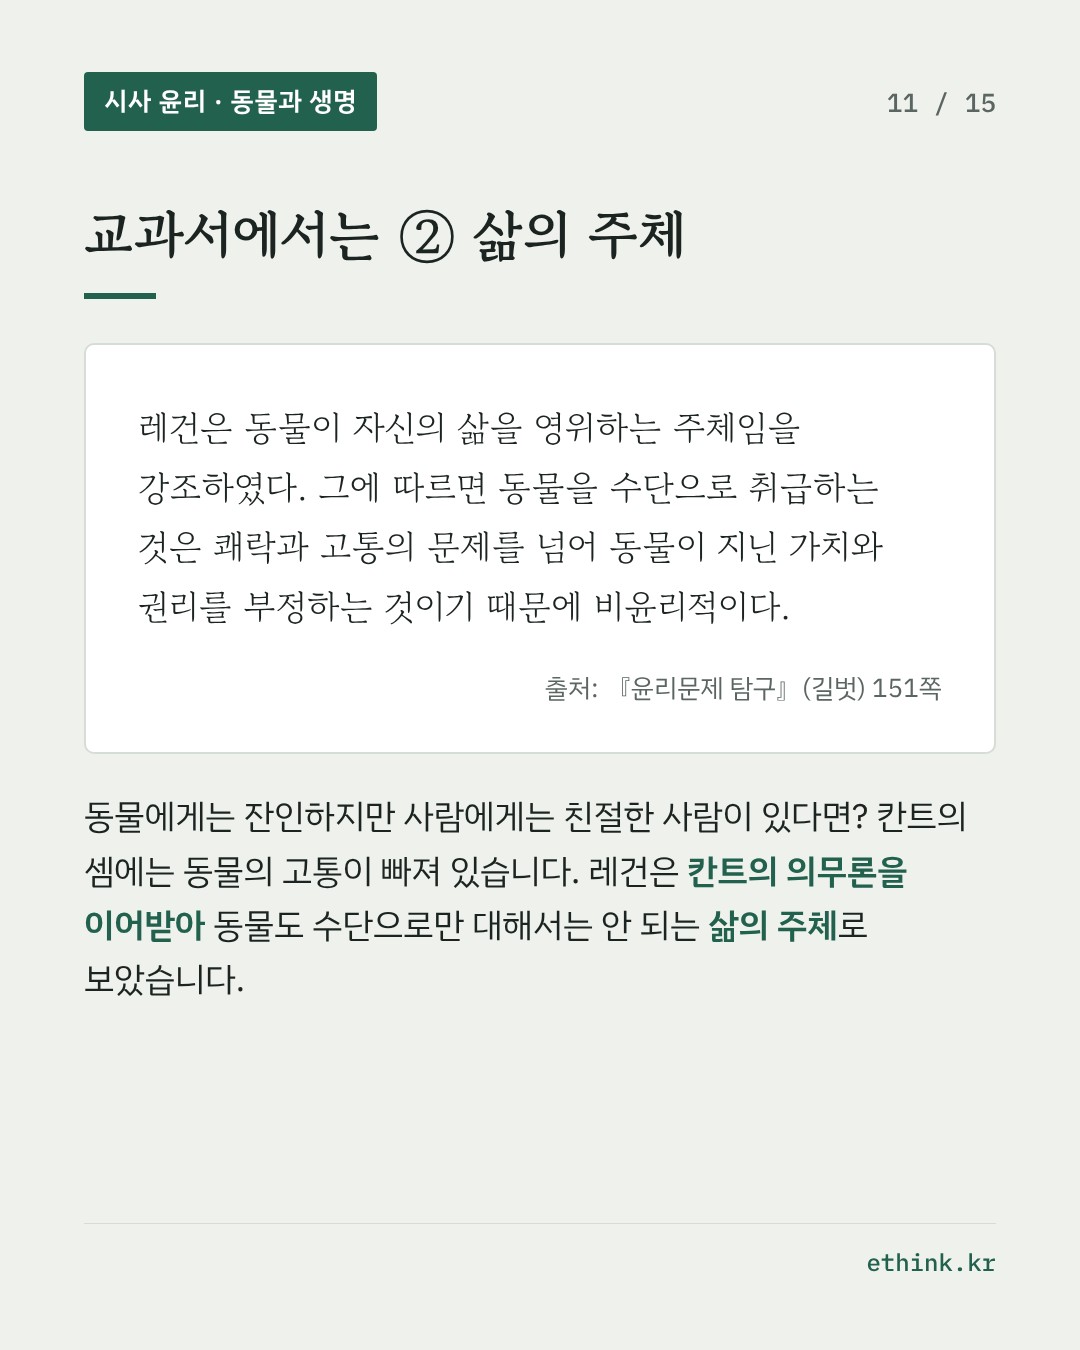 시사 윤리 · 동물과 생명
11 / 15
교과서에서는 ② 삶의 주체
레건은 동물이 자신의 삶을 영위하는 주체임을
강조하였다. 그에 따르면 동물을 수단으로 취급하는
것은 쾌락과 고통의 문제를 넘어 동물이 지닌 가치와
권리를 부정하는 것이기 때문에 비윤리적이다.
출처: 『윤리문제 탐구』 (길벗) 151쪽
동물에게는 잔인하지만 사람에게는 친절한 사람이 있다면? 칸트의
셈에는 동물의 고통이 빠져 있습니다. 레건은 칸트의 의무론을
이어받아 동물도 수단으로만 대해서는 안 되는 삶의 주체로
보았습니다.
ethink.kr